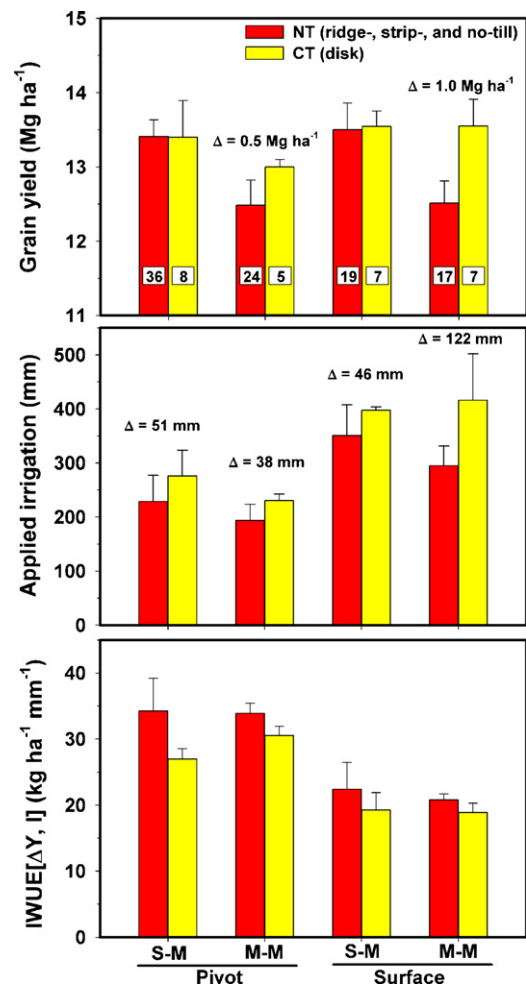 NT (ridge-, strip-, and no-till)
CT (disk)
Grain yield (Mg ha⁻¹)
15
14
13
12
11
Δ = 0.5 Mg ha⁻¹
Δ = 1.0 Mg ha⁻¹
36 8 24 5 19 7 17 7
Applied irrigation (mm)
500
400
300
200
100
0
Δ = 51 mm
Δ = 38 mm
Δ = 46 mm
Δ = 122 mm
IWUE[ΔY, I] (kg ha⁻¹ mm⁻¹)
40
30
20
10
0
S-M M-M S-M M-M
Pivot Surface